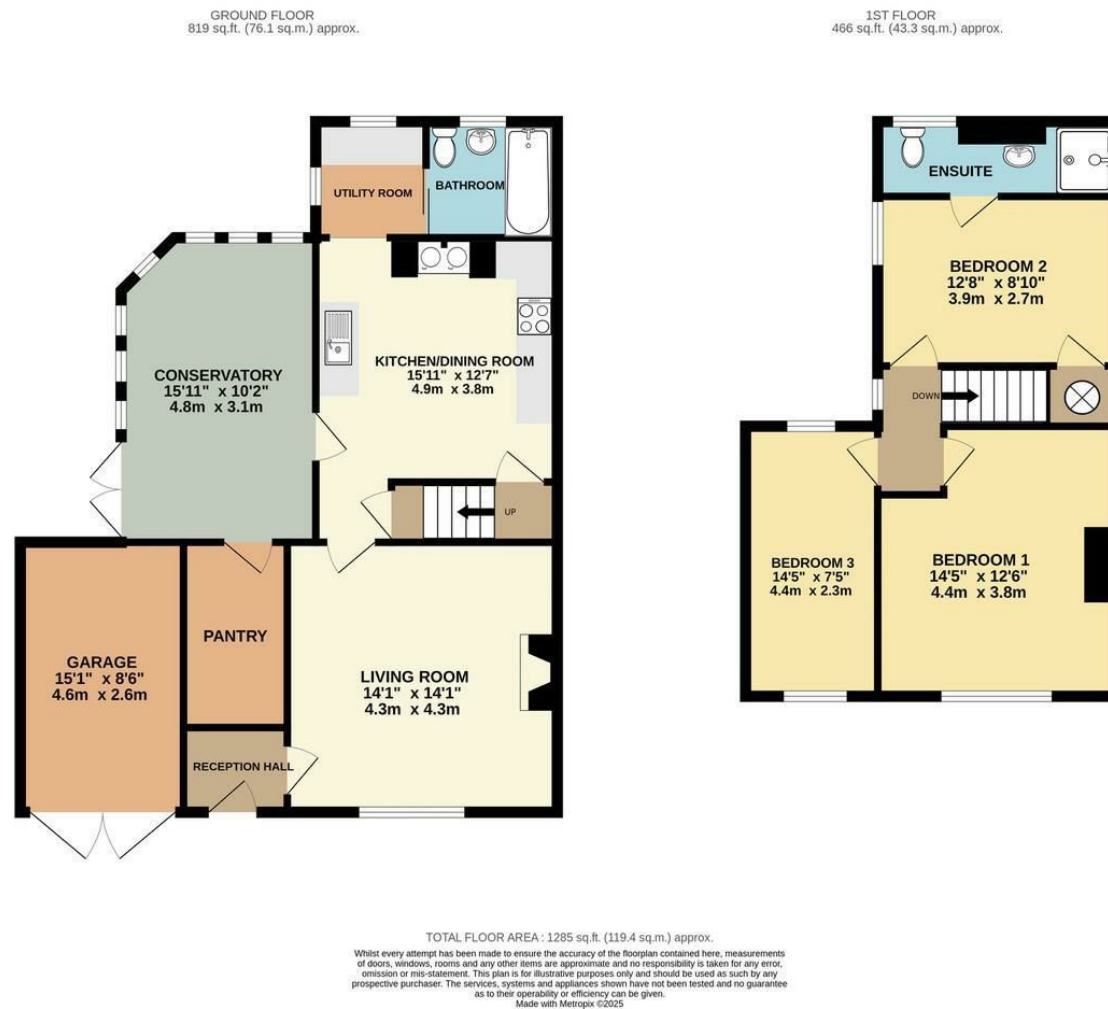 GROUND FLOOR
819 sq.ft. (76.1 sq.m.) approx.
1ST FLOOR
466 sq.ft. (43.3 sq.m.) approx.
UTILITY ROOM
BATHROOM
CONSERVATORY
15'11" x 10'2"
4.8m x 3.1m
KITCHEN/DINING ROOM
15'11" x 12'7"
4.9m x 3.8m
UP
GARAGE
15'1" x 8'6"
4.6m x 2.6m
PANTRY
LIVING ROOM
14'1" x 14'1"
4.3m x 4.3m
RECEPTION HALL
ENSUITE
BEDROOM 2
12'8" x 8'10"
3.9m x 2.7m
DOWN
BEDROOM 3
14'5" x 7'5"
4.4m x 2.3m
BEDROOM 1
14'5" x 12'6"
4.4m x 3.8m
TOTAL FLOOR AREA : 1285 sq.ft. (119.4 sq.m.) approx.
Whilst every attempt has been made to ensure the accuracy of the floorplan contained here, measurements
of doors, windows, rooms and any other items are approximate and no responsibility is taken for any error,
omission or mis-statement. This plan is for illustrative purposes only and should be used as such by any
prospective purchaser. The services, systems and appliances shown have not been tested and no guarantee
as to their operability or efficiency can be given.
Made with Metropix ©2025